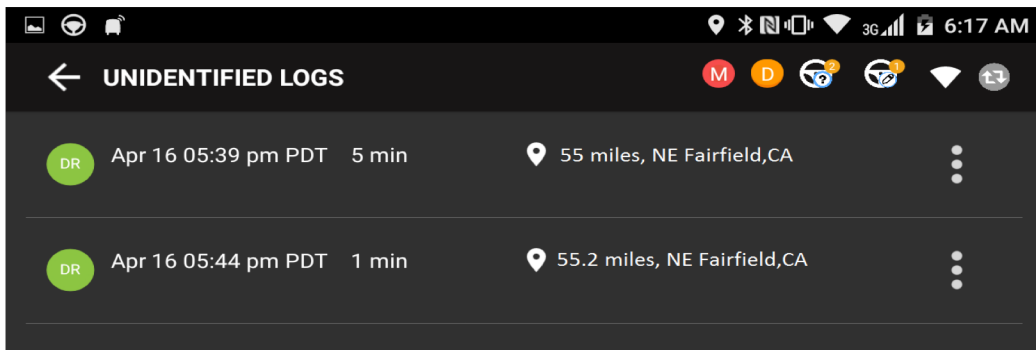 3G 6:17 AM
UNIDENTIFIED LOGS M D ? 2 1
DR Apr 16 05:39 pm PDT 5 min 55 miles, NE Fairfield,CA
DR Apr 16 05:44 pm PDT 1 min 55.2 miles, NE Fairfield,CA